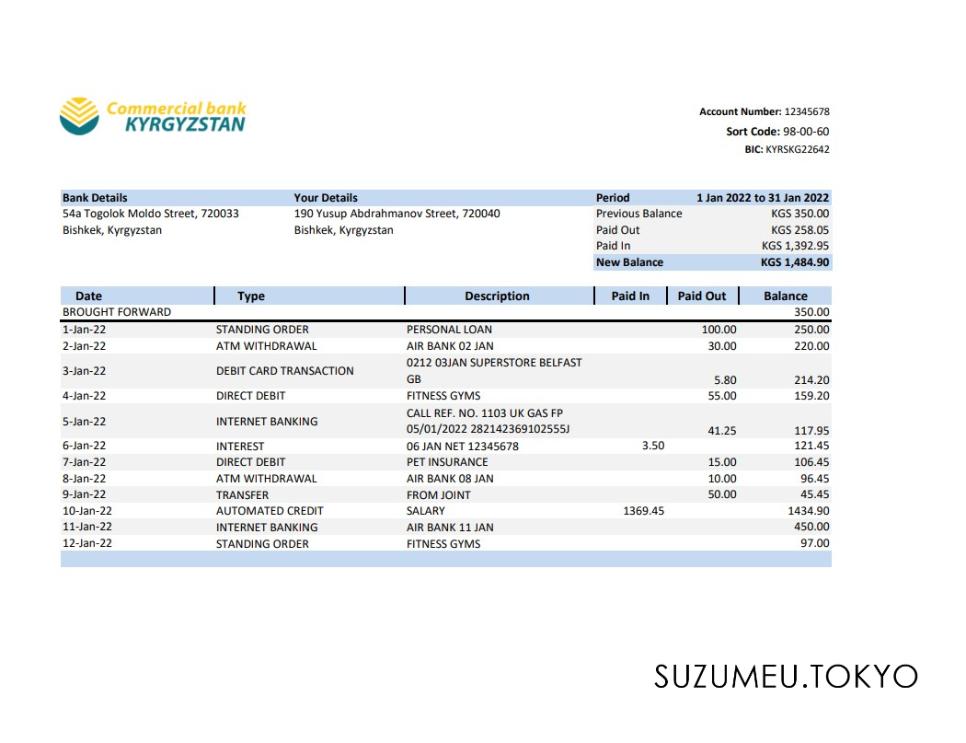 Commercial bank
KYRGYZSTAN
Account Number: 12345678
Sort Code: 98-00-60
BIC: KYRSKG22642
Bank Details Your Details Period 1 Jan 2022 to 31 Jan 2022
54a Togolok Moldo Street, 720033 190 Yusup Abdrahmanov Street, 720040 Previous Balance KGS 350.00
Bishkek, Kyrgyzstan Bishkek, Kyrgyzstan Paid Out KGS 258.05
Paid In KGS 1,392.95
New Balance KGS 1,484.90
Date Type Description Paid In Paid Out Balance
BROUGHT FORWARD 350.00
1-Jan-22 STANDING ORDER PERSONAL LOAN 100.00 250.00
2-Jan-22 ATM WITHDRAWAL AIR BANK 02 JAN 30.00 220.00
3-Jan-22 DEBIT CARD TRANSACTION 0212 03JAN SUPERSTORE BELFAST
GB 5.80 214.20
4-Jan-22 DIRECT DEBIT FITNESS GYMS 55.00 159.20
5-Jan-22 INTERNET BANKING CALL REF. NO. 1103 UK GAS FP
05/01/2022 282142369102555J 41.25 117.95
6-Jan-22 INTEREST 06 JAN NET 12345678 3.50 121.45
7-Jan-22 DIRECT DEBIT PET INSURANCE 15.00 106.45
8-Jan-22 ATM WITHDRAWAL AIR BANK 08 JAN 10.00 96.45
9-Jan-22 TRANSFER FROM JOINT 50.00 45.45
10-Jan-22 AUTOMATED CREDIT SALARY 1369.45 1434.90
11-Jan-22 INTERNET BANKING AIR BANK 11 JAN 450.00
12-Jan-22 STANDING ORDER FITNESS GYMS 97.00
SUZUMEU.TOKYO